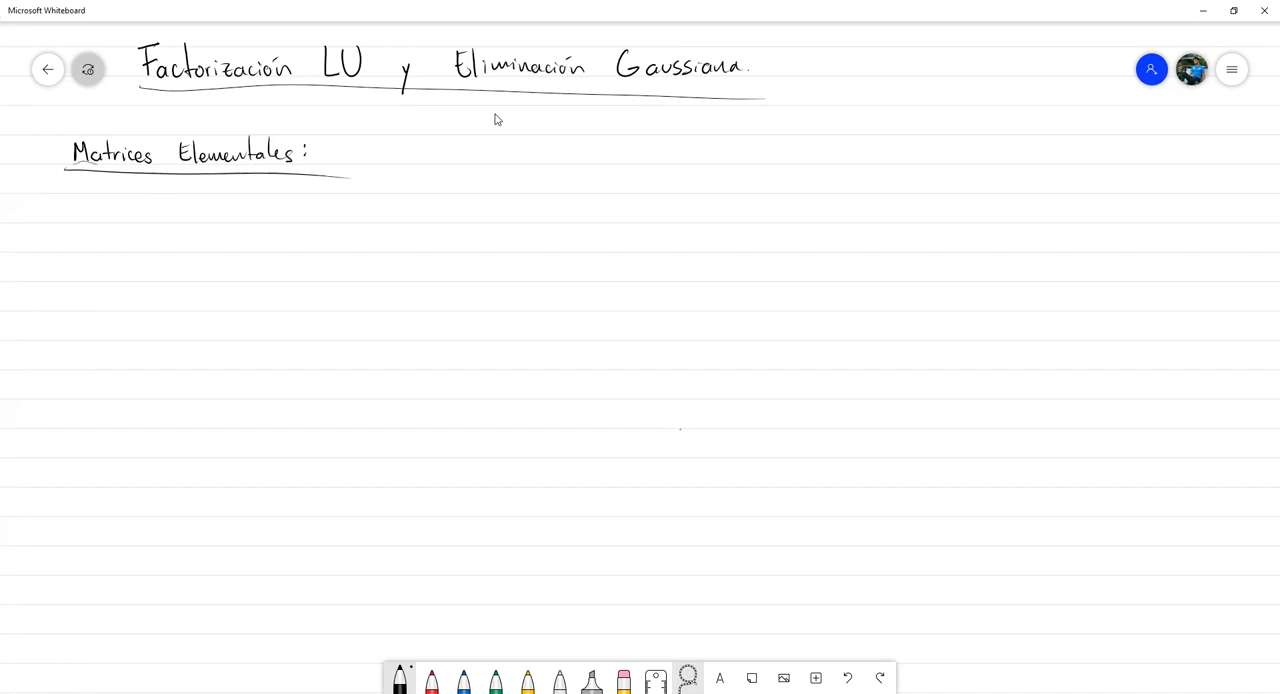 Microsoft Whiteboard
Factorización LU y Eliminación Gaussiana.
Matrices Elementales:
A